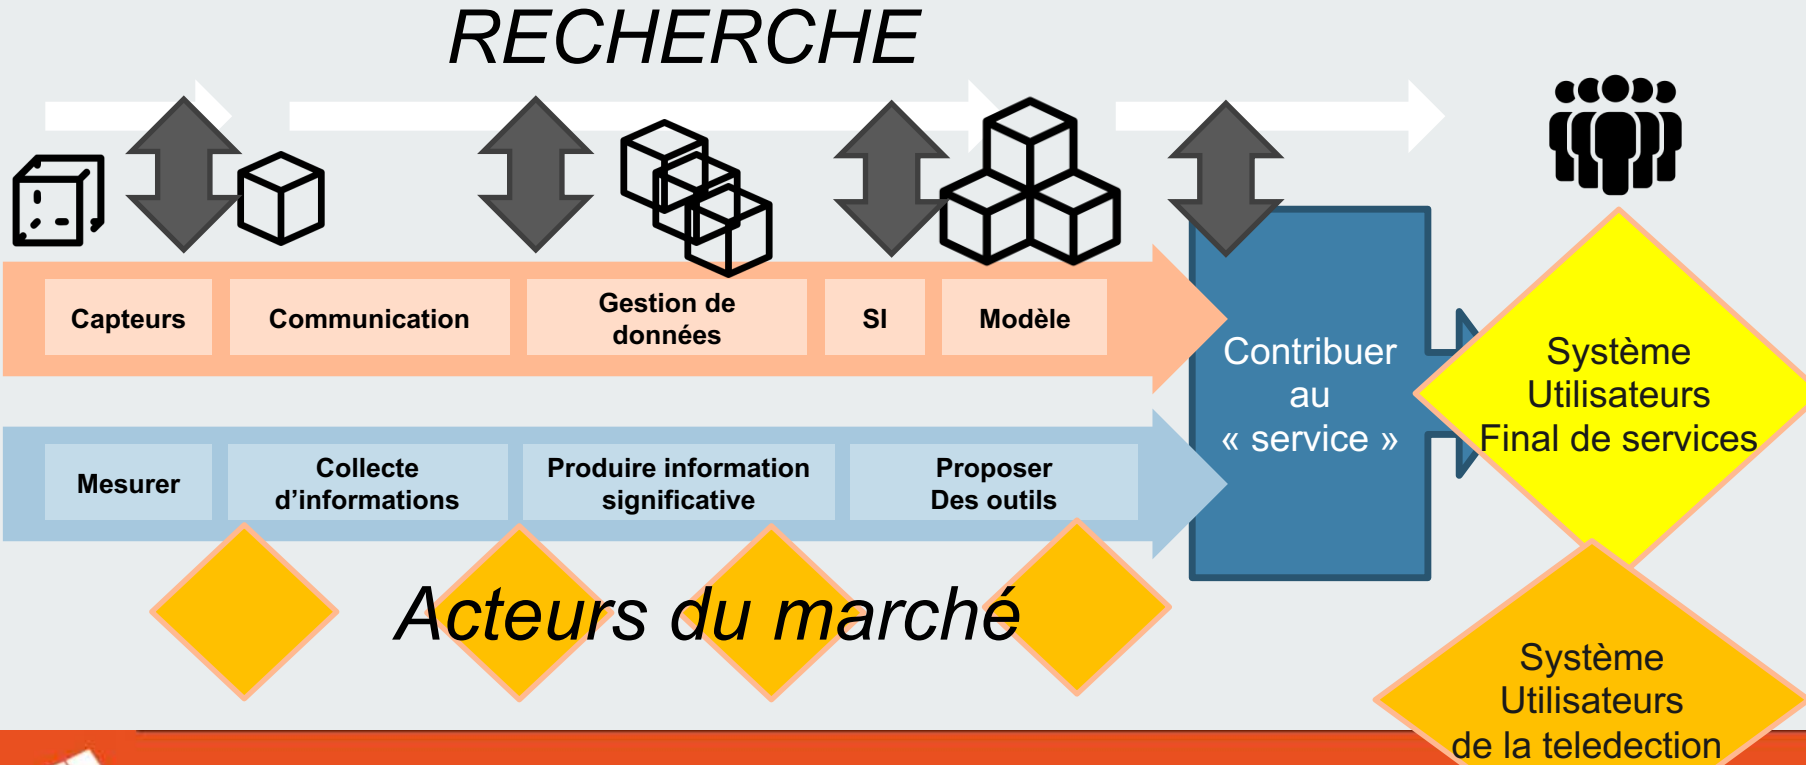 RECHERCHE
Capteurs
Communication
Gestion de
données
SI
Modèle
Mesurer
Collecte
d’informations
Produire information
significative
Proposer
Des outils
Contribuer
au
« service »
Système
Utilisateurs
Final de services
Acteurs du marché
Système
Utilisateurs
de la teledection